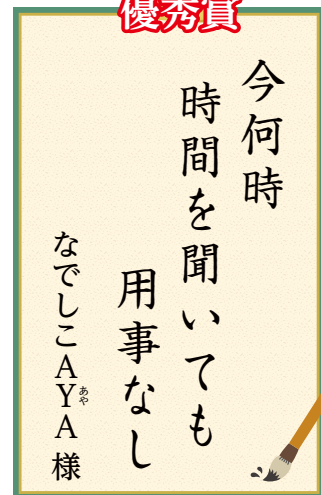 優秀賞
今何時
時間を聞いても
用事なし
なでしこAYA様
あや